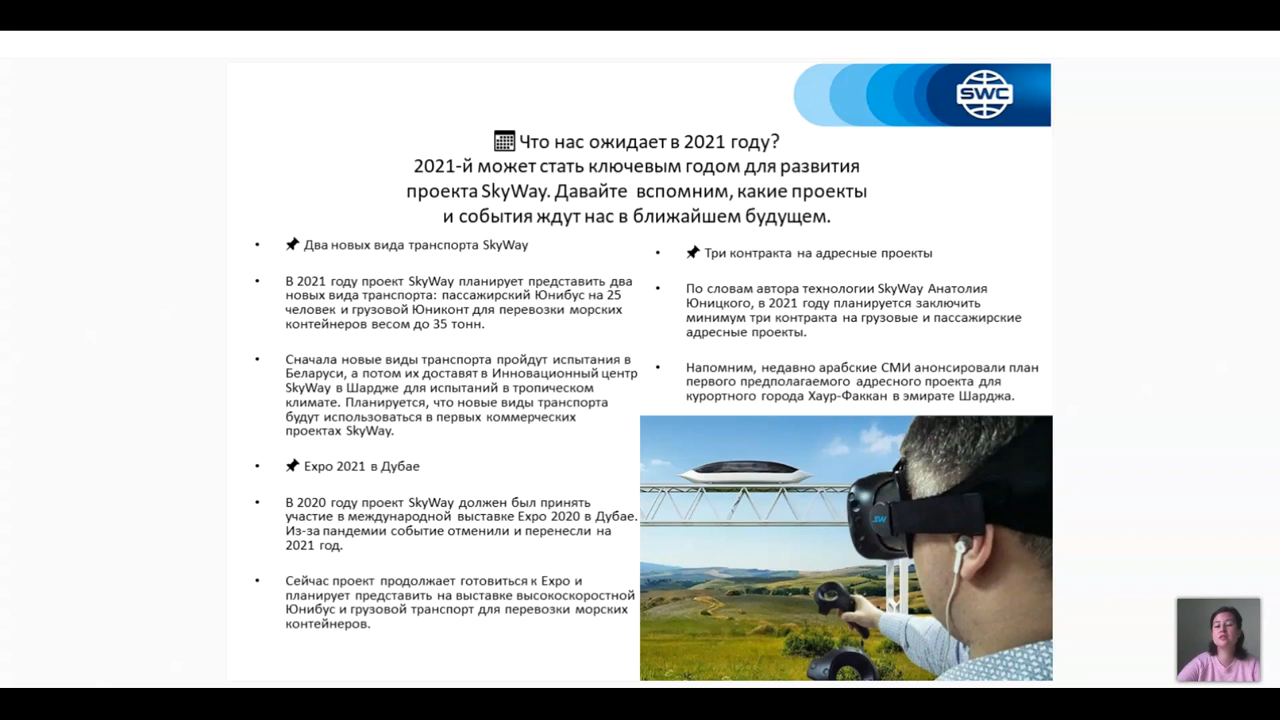 SWC
Что нас ожидает в 2021 году?
2021-й может стать ключевым годом для развития
проекта SkyWay. Давайте вспомним, какие проекты
и события ждут нас в ближайшем будущем.
• Два новых вида транспорта SkyWay
• В 2021 году проект SkyWay планирует представить два
новых вида транспорта: пассажирский Юнибус на 25
человек и грузовой Юниконт для перевозки морских
контейнеров весом до 35 тонн.
• Сначала новые виды транспорта пройдут испытания в
Беларуси, а потом их доставят в Инновационный центр
SkyWay в Шардже для испытаний в тропическом
климате. Планируется, что новые виды транспорта
будут использоваться в первых коммерческих
проектах SkyWay.
• Expo 2021 в Дубае
• В 2020 году проект SkyWay должен был принять
участие в международной выставке Expo 2020 в Дубае.
Из-за пандемии событие отменили и перенесли на
2021 год.
• Сейчас проект продолжает готовиться к Expo и
планирует представить на выставке высокоскоростной
Юнибус и грузовой транспорт для перевозки морских
контейнеров.
• Три контракта на адресные проекты
• По словам автора технологии SkyWay Анатолия
Юницкого, в 2021 году планируется заключить
минимум три контракта на грузовые и пассажирские
адресные проекты.
• Напомним, недавно арабские СМИ анонсировали план
первого предполагаемого адресного проекта для
курортного города Хаур-Факкан в эмирате Шарджа.
SW